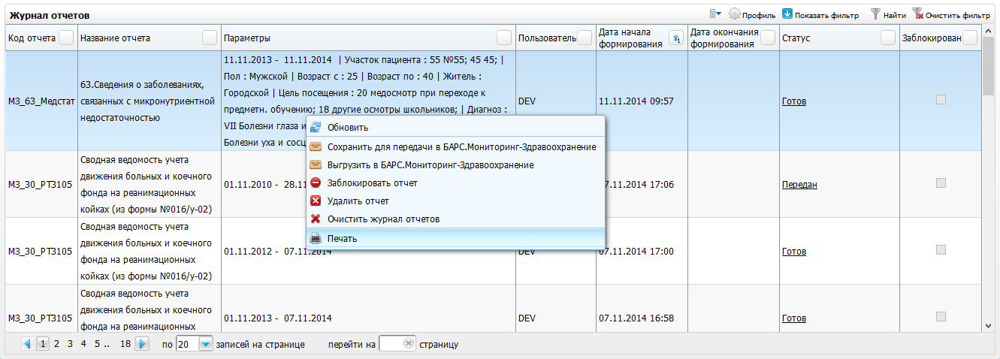 Журнал отчетов
Профиль
Показать фильтр
Найти
Очистить фильтр
Код отчета
Название отчета
Параметры
Пользователь
Дата начала
формирования
1
Дата окончания
формирования
Статус
Заблокирован
МЗ_63_Медстат
63.Сведения о заболеваниях,
связанных с микронутриентной
недостаточностью
11.11.2013 - 11.11.2014 | Участок пациента : 55 №55; 45 45; |
Пол : Мужской | Возраст с : 25 | Возраст по : 40 | Житель :
Городской | Цель посещения : 20 медосмотр при переходе к
предметн. обучению; 18 другие осмотры школьников; | Диагноз :
VII Болезни глаза и
Болезни уха и сосц
DEV
11.11.2014 09:57
Готов
Обновить
Сохранить для передачи в БАРС.Мониторинг-Здравоохранение
Выгрузить в БАРС.Мониторинг-Здравоохранение
Заблокировать отчет
Удалить отчет
Очистить журнал отчетов
Печать
МЗ_30_РТ3105
Сводная ведомость учета
движения больных и коечного
фонда на реанимационных
койках (из формы №016/у-02)
01.11.2010 - 28.11
7.11.2014 17:06
Передан
МЗ_30_РТ3105
Сводная ведомость учета
движения больных и коечного
фонда на реанимационных
койках (из формы №016/у-02)
01.11.2012 - 07.11.2014
DEV
07.11.2014 17:00
Готов
МЗ_30_РТ3105
Сводная ведомость учета
движения больных и коечного
фонда на реанимационных
01.11.2013 - 07.11.2014
DEV
07.11.2014 16:58
Готов
1 2 3 4 5 .. 18
по 20 записей на странице
перейти на страницу